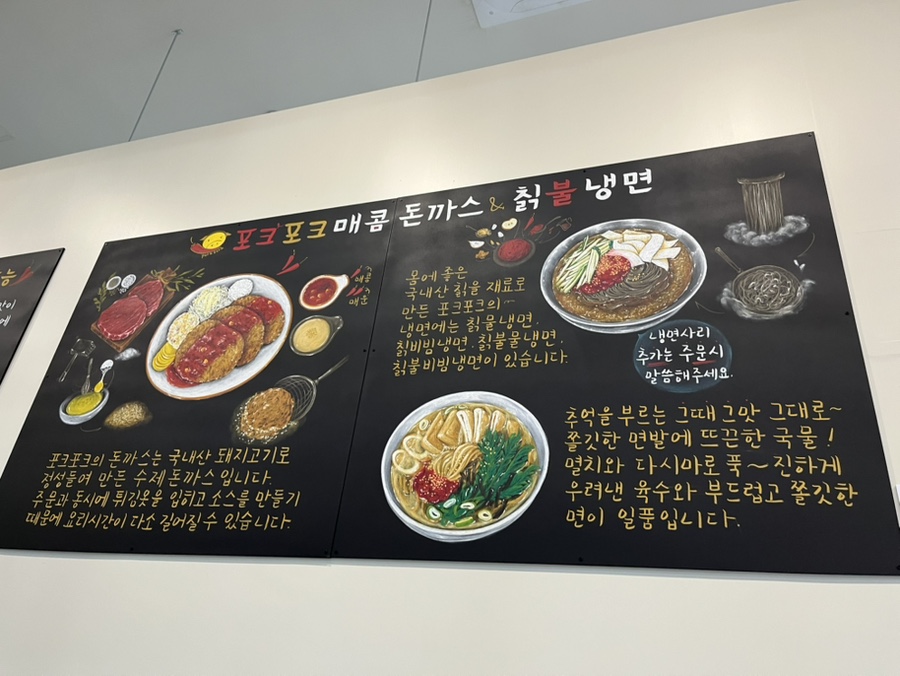 포크포크 매콤 돈까스 & 칡불냉면
포크포크의 돈까스는 국내산 돼지고기로
정성들여 만든 수제 돈까스 입니다.
주문과 동시에 튀김옷을 입히고 소스를 만들기
때문에 요리시간이 다소 길어질 수 있습니다.
몸에 좋은
국내산 칡을 재료로
만든 포크포크의~
냉면에는 칡물냉면,
칡비빔냉면, 칡불물냉면,
칡불비빔냉면이 있습니다.
냉면사리
추가는 주문시
말씀해주세요.
추억을 부르는 그때 그맛 그대로~
쫄깃한 면발에 뜨끈한 국물!
멸치와 다시마로 푹~ 진하게
우려낸 육수와 부드럽고 쫄깃한
면이 일품입니다.